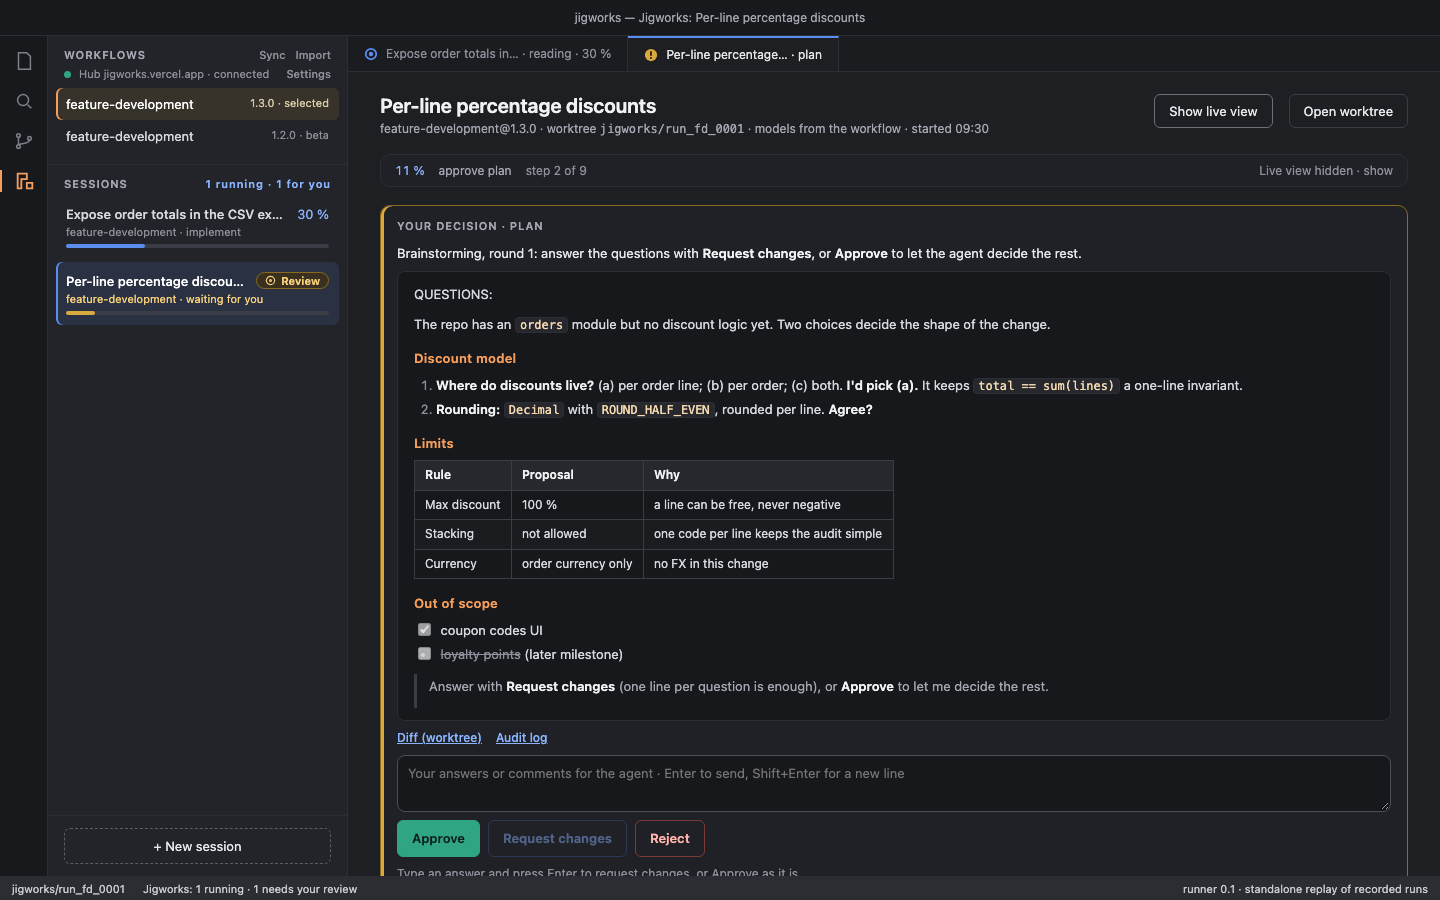 jigworks — Jigworks: Per-line percentage discounts
WORKFLOWS Sync Import
Hub jigworks.vercel.app · connected Settings
feature-development 1.3.0 · selected
feature-development 1.2.0 · beta
SESSIONS 1 running · 1 for you
Expose order totals in the CSV ex... 30 %
feature-development · implement
Per-line percentage discou... Review
feature-development · waiting for you
+ New session
Expose order totals in... · reading · 30 %
Per-line percentage... · plan
Per-line percentage discounts
feature-development@1.3.0 · worktree jigworks/run_fd_0001 · models from the workflow · started 09:30
Show live view
Open worktree
11 % approve plan step 2 of 9 Live view hidden · show
YOUR DECISION · PLAN
Brainstorming, round 1: answer the questions with Request changes, or Approve to let the agent decide the rest.
QUESTIONS:
The repo has an orders module but no discount logic yet. Two choices decide the shape of the change.
Discount model
1. Where do discounts live? (a) per order line; (b) per order; (c) both. I'd pick (a). It keeps total == sum(lines) a one-line invariant.
2. Rounding: Decimal with ROUND_HALF_EVEN, rounded per line. Agree?
Limits
Rule Proposal Why
Max discount 100 % a line can be free, never negative
Stacking not allowed one code per line keeps the audit simple
Currency order currency only no FX in this change
Out of scope
coupon codes UI
loyalty points (later milestone)
Answer with Request changes (one line per question is enough), or Approve to let me decide the rest.
Diff (worktree) Audit log
Your answers or comments for the agent · Enter to send, Shift+Enter for a new line
Approve Request changes Reject
Type an answer and press Enter to request changes, or Approve as it is.
jigworks/run_fd_0001 Jigworks: 1 running · 1 needs your review
runner 0.1 · standalone replay of recorded runs